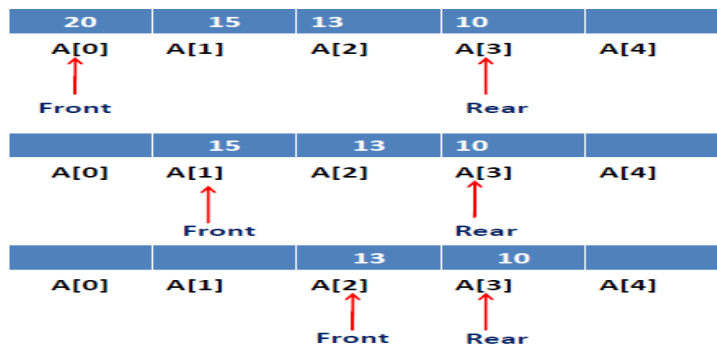 20 15 13 10
A[0] A[1] A[2] A[3] A[4]
Front Rear
15 13 10
A[0] A[1] A[2] A[3] A[4]
Front Rear
13 10
A[0] A[1] A[2] A[3] A[4]
Front Rear